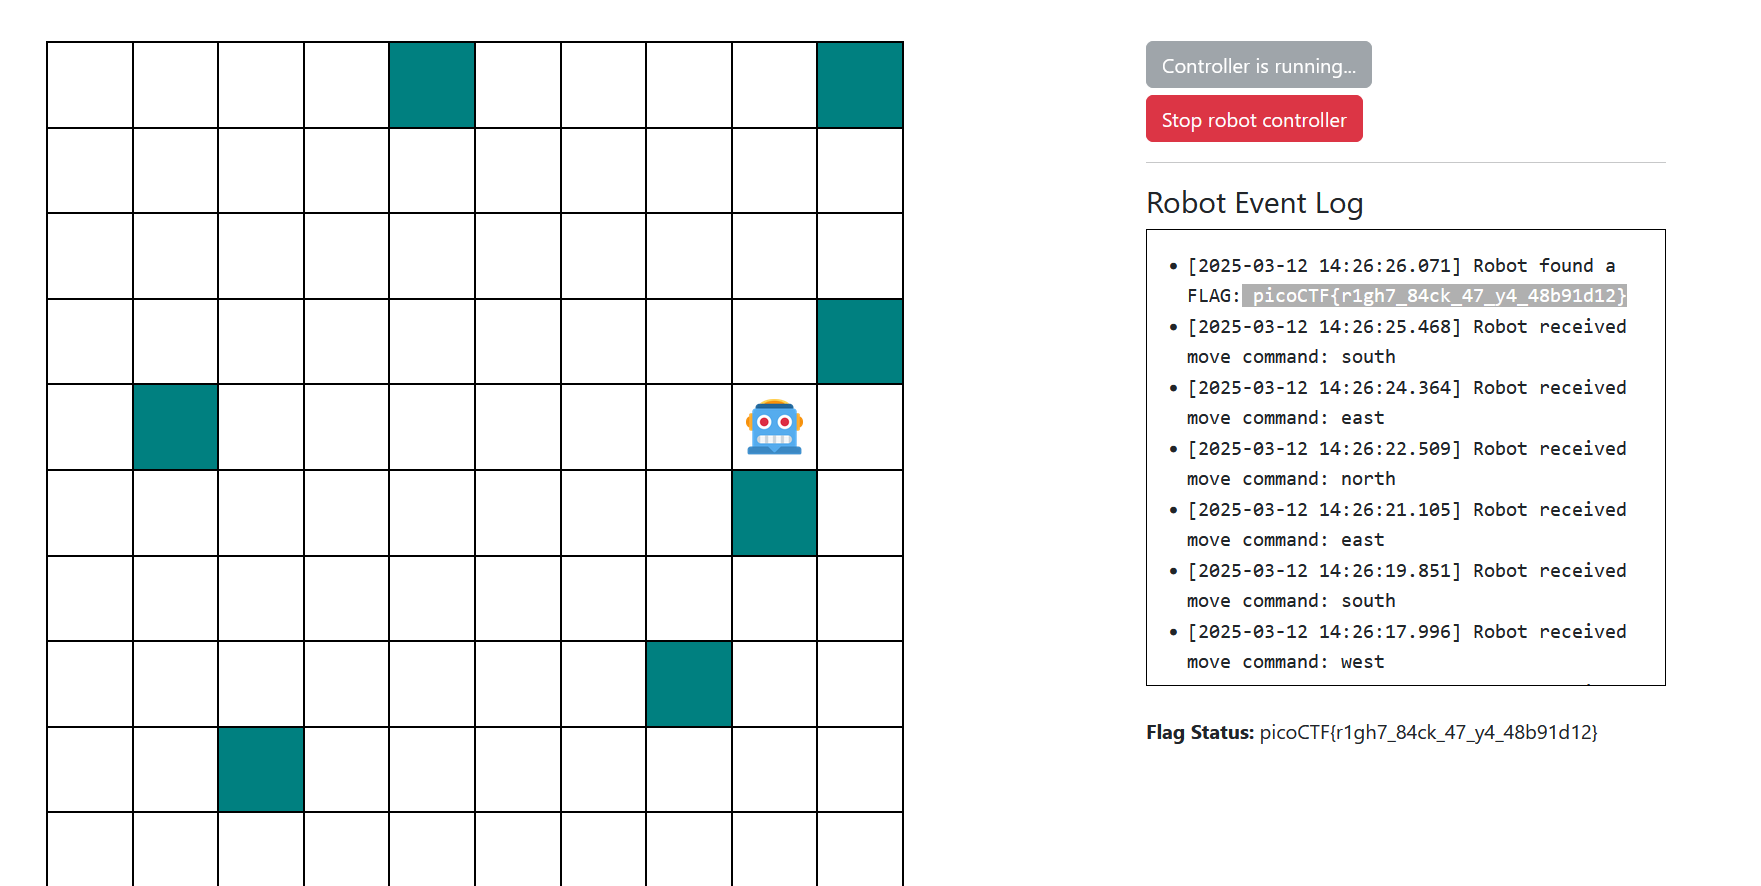 Controller is running...
Stop robot controller
Robot Event Log
[2025-03-12 14:26:26.071] Robot found a
FLAG: picoCTF{r1gh7_84ck_47_y4_48b91d12}
[2025-03-12 14:26:25.468] Robot received
move command: south
[2025-03-12 14:26:24.364] Robot received
move command: east
[2025-03-12 14:26:22.509] Robot received
move command: north
[2025-03-12 14:26:21.105] Robot received
move command: east
[2025-03-12 14:26:19.851] Robot received
move command: south
[2025-03-12 14:26:17.996] Robot received
move command: west
Flag Status: picoCTF{r1gh7_84ck_47_y4_48b91d12}